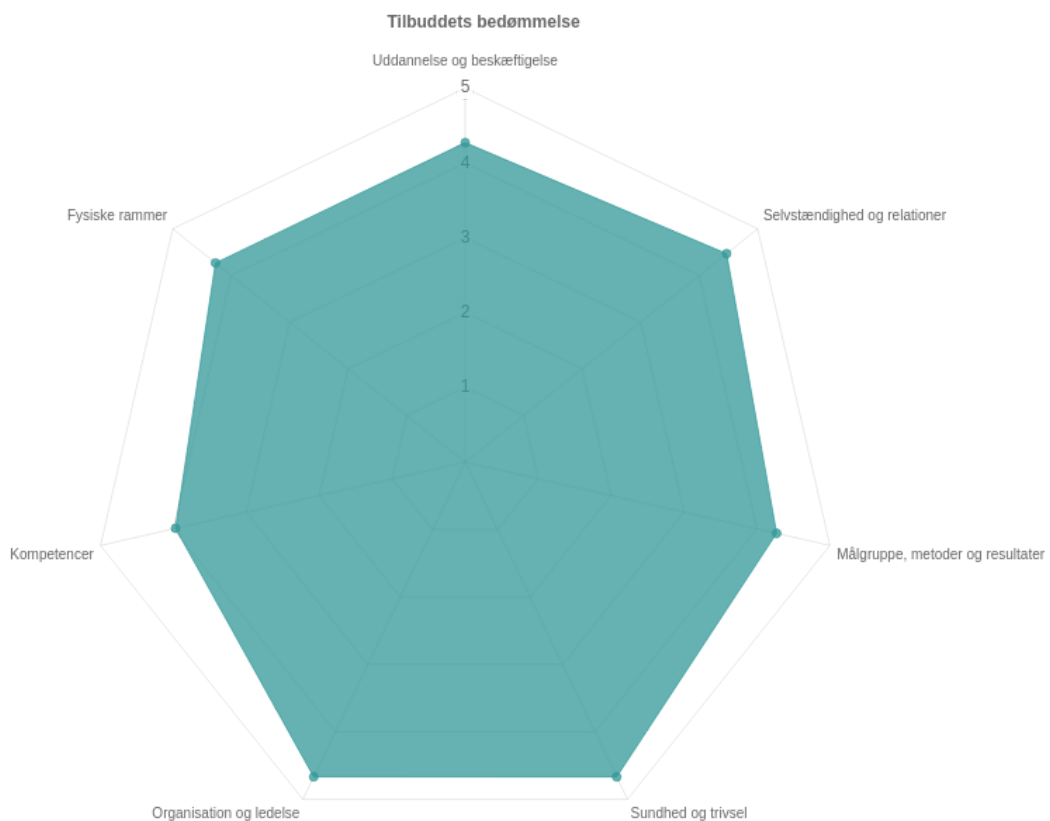 Tilbuddets bedømmelse
Uddannelse og beskæftigelse
5
4
3
2
1
Fysiske rammer
Selvstændighed og relationer
Kompetencer
Målgruppe, metoder og resultater
Organisation og ledelse
Sundhed og trivsel